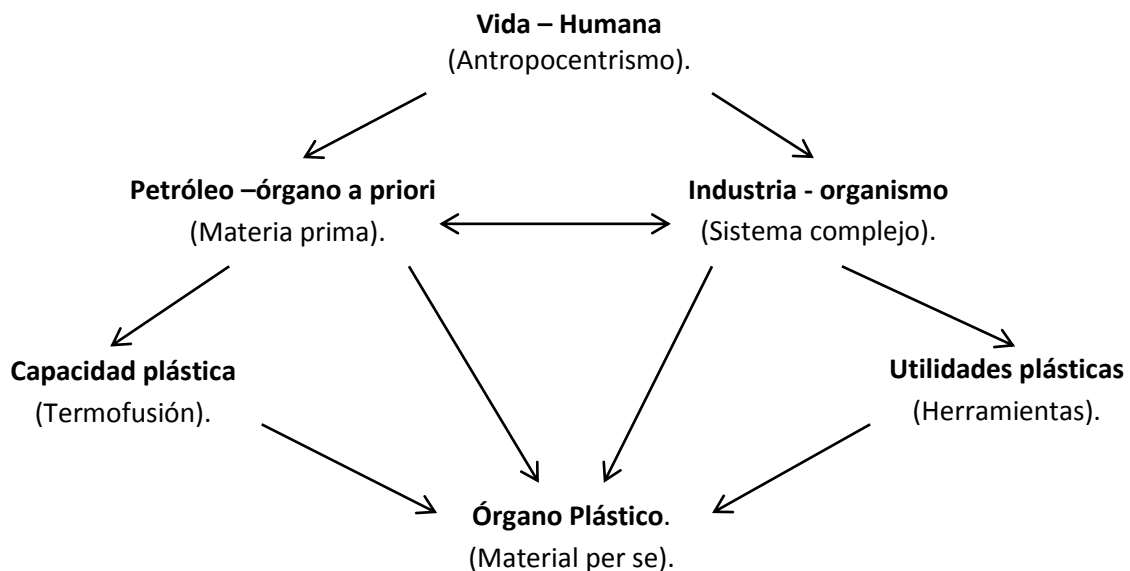 Vida – Humana
(Antropocentrismo).
Petróleo –órgano a priori
(Materia prima).
Industria - organismo
(Sistema complejo).
Capacidad plástica
(Termofusión).
Utilidades plásticas
(Herramientas).
Órgano Plástico.
(Material per se).